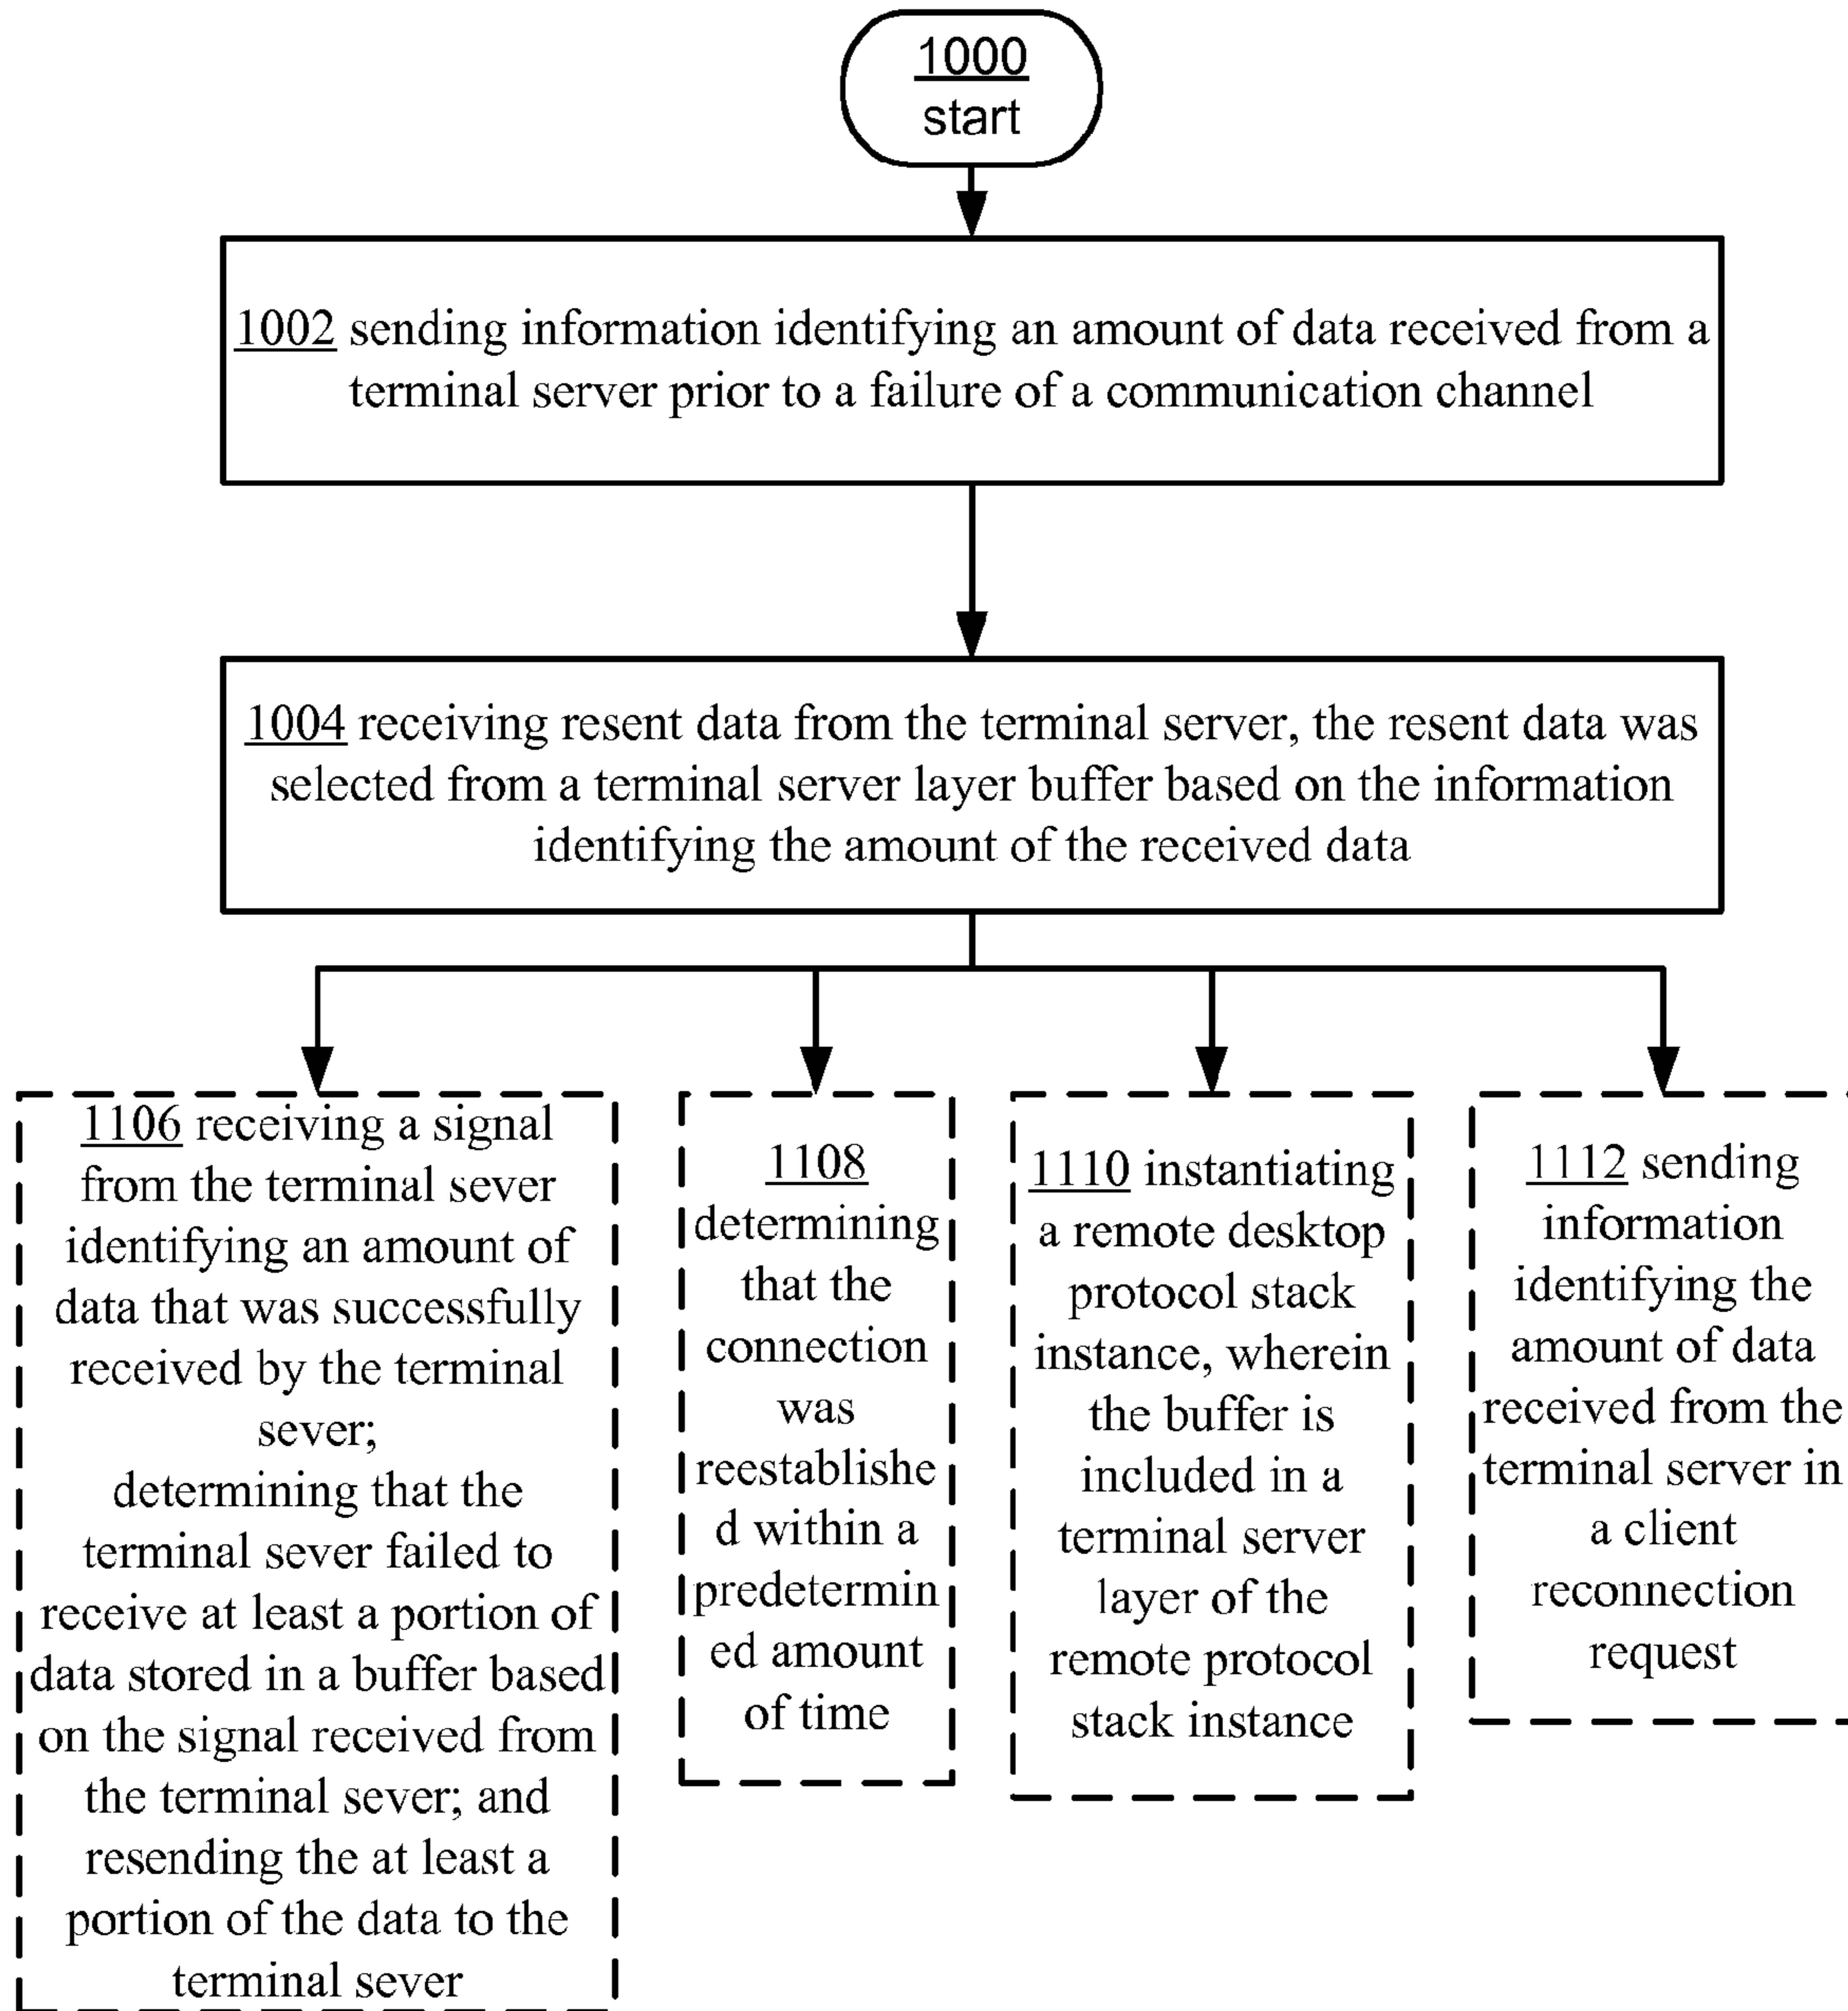 1000
start
1002 sending information identifying an amount of data received from a
terminal server prior to a failure of a communication channel
1004 receiving resent data from the terminal server, the resent data was
selected from a terminal server layer buffer based on the information
identifying the amount of the received data
1106 receiving a signal
from the terminal sever
identifying an amount of
data that was successfully
received by the terminal
sever;
determining that the
terminal sever failed to
receive at least a portion of
data stored in a buffer based
on the signal received from
the terminal sever; and
resending the at least a
portion of the data to the
terminal sever
1108
determining
that the
connection
was
reestablishe
d within a
predetermin
ed amount
of time
1110 instantiating
a remote desktop
protocol stack
instance, wherein
the buffer is
included in a
terminal server
layer of the
remote protocol
stack instance
1112 sending
information
identifying the
amount of data
received from the
terminal server in
a client
reconnection
request